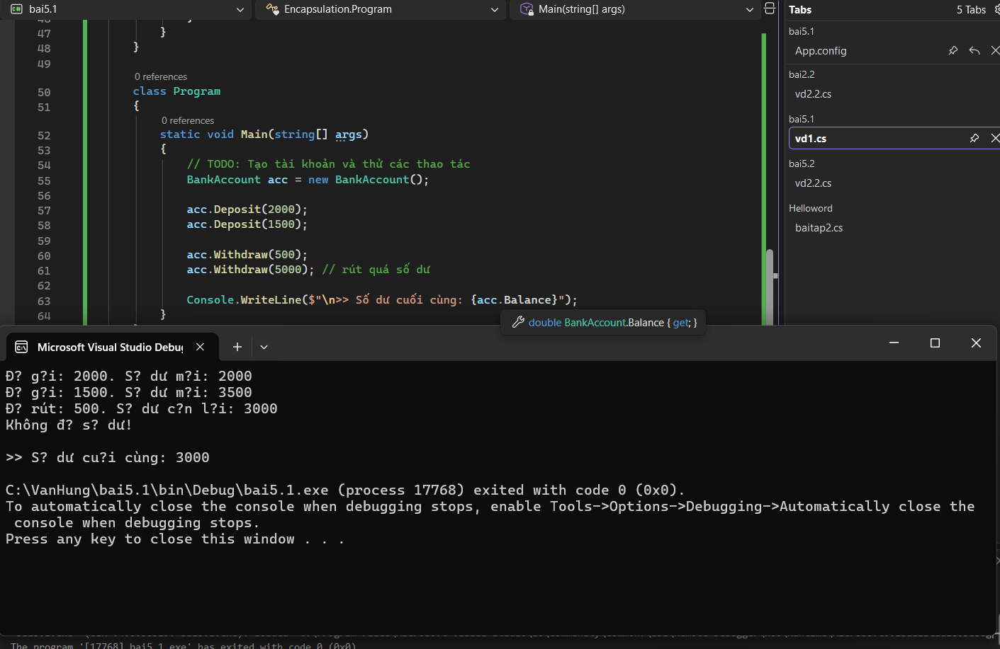 bai5.1
Encapsulation.Program
Main(string[] args)
Tabs
5 Tabs
47 }
48 }
49
0 references
50 class Program
51 {
0 references
52 static void Main(string[] args)
53 {
54 // TODO: Tạo tài khoản và thử các thao tác
55 BankAccount acc = new BankAccount();
56
57 acc.Deposit(2000);
58 acc.Deposit(1500);
59
60 acc.Withdraw(500);
61 acc.Withdraw(5000); // rút quá số dư
62
63 Console.WriteLine($"\n>> Số dư cuối cùng: {acc.Balance}");
64 }
double BankAccount.Balance { get; }
bai5.1
App.config
bai2.2
vd2.2.cs
bai5.1
vd1.cs
bai5.2
vd2.2.cs
Helloword
baitap2.cs
Microsoft Visual Studio Debug
Đ? g?i: 2000. S? dư m?i: 2000
Đ? g?i: 1500. S? dư m?i: 3500
Đ? rút: 500. S? dư c?n l?i: 3000
Không đ? s? dư!
>> S? dư cu?i cùng: 3000
C:\VanHung\bai5.1\bin\Debug\bai5.1.exe (process 17768) exited with code 0 (0x0).
To automatically close the console when debugging stops, enable Tools->Options->Debugging->Automatically close the
console when debugging stops.
Press any key to close this window . . .
The program '[17768] bai5.1.exe' has exited with code 0 (0x0)